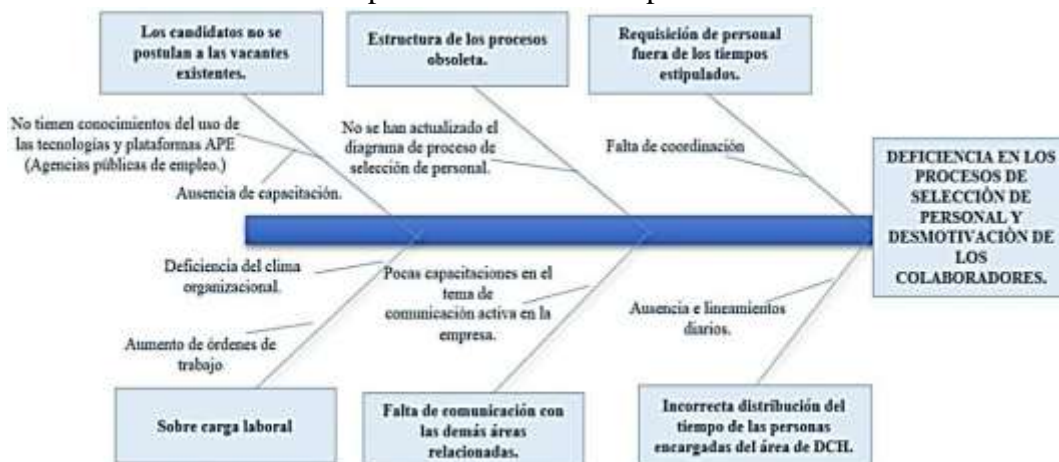 Los candidatos no se
postulan a las vacantes
existentes.
Estructura de los procesos
obsoleta.
Requisición de personal
fuera de los tiempos
estipulados.
No tienen conocimientos del uso de
las tecnologías y plataformas APE
(Agencias públicas de empleo.)
Ausencia de capacitación.
No se han actualizado el
diagrama de proceso de
selección de personal.
Falta de coordinación
DEFICIENCIA EN LOS
PROCESOS DE
SELECCIÓN DE
PERSONAL Y
DESMOTIVACIÓN DE
LOS
COLABORADORES.
Deficiencia del clima
organizacional.
Aumento de órdenes de
trabajo
Pocas capacitaciones en el
tema de
comunicación activa en la
empresa.
Ausencia e lineamientos
diarios.
Sobre carga laboral
Falta de comunicación con
las demás áreas
relacionadas.
Incorrecta distribución del
tiempo de las personas
encargadas del área de DCH.